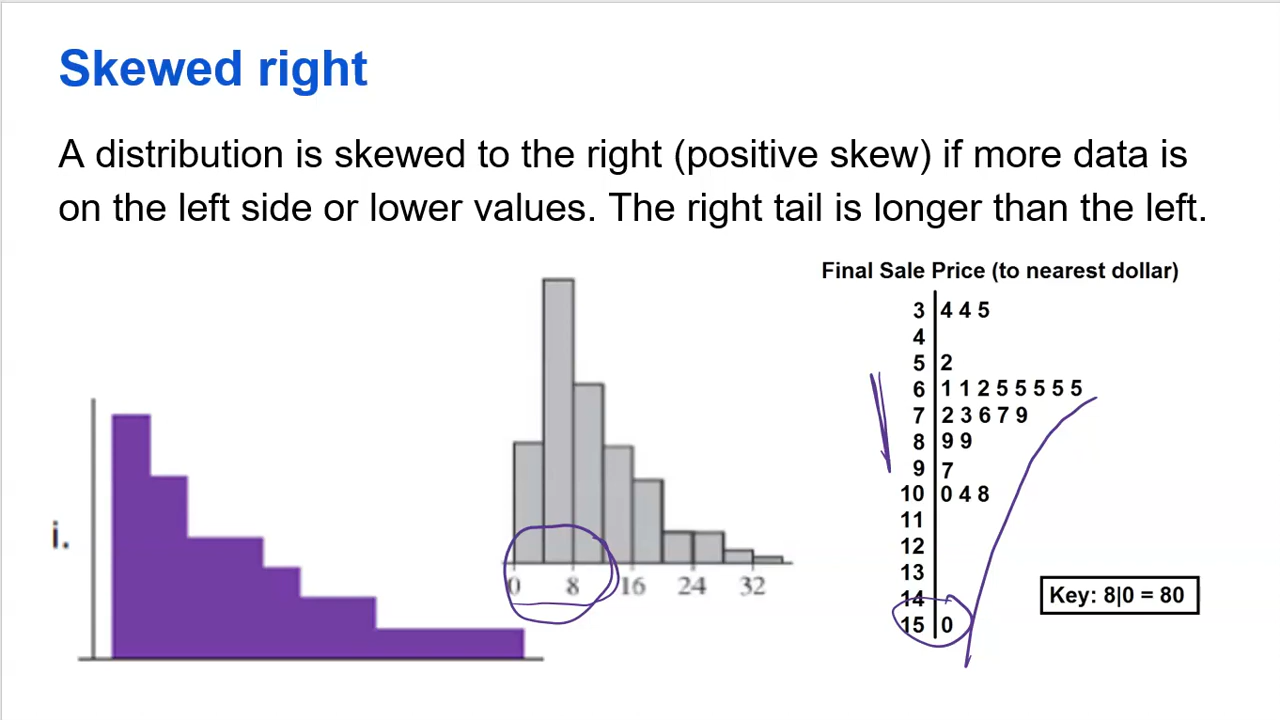 Skewed right
A distribution is skewed to the right (positive skew) if more data is
on the left side or lower values. The right tail is longer than the left.
i.
0 8 16 24 32
Final Sale Price (to nearest dollar)
3 | 4 4 5
4 |
5 | 2
6 | 1 1 2 5 5 5 5 5
7 | 2 3 6 7 9
8 | 9 9
9 | 7
10 | 0 4 8
11 |
12 |
13 |
14 |
15 | 0
Key: 8|0 = 80